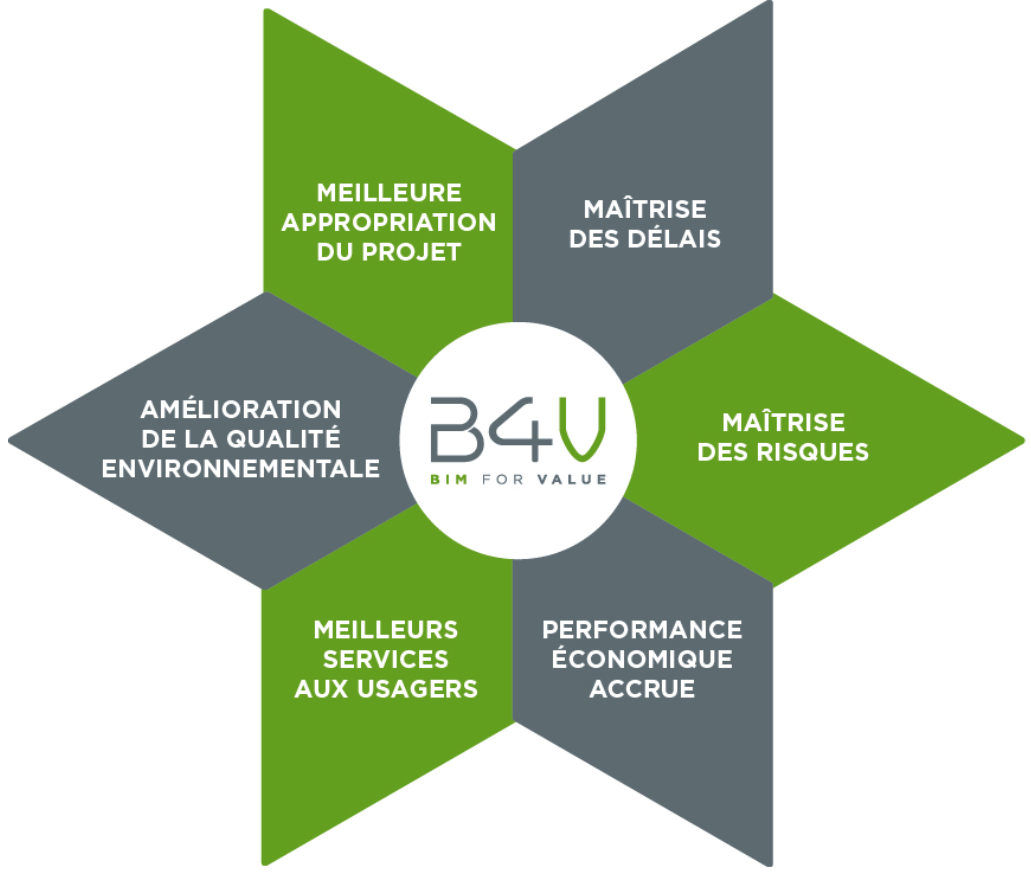 MEILLEURE
APPROPRIATION
DU PROJET
MAÎTRISE
DES DÉLAIS
AMÉLIORATION
DE LA QUALITÉ
ENVIRONNEMENTALE
B4V
BIM FOR VALUE
MAÎTRISE
DES RISQUES
MEILLEURS
SERVICES
AUX USAGERS
PERFORMANCE
ÉCONOMIQUE
ACCRUE